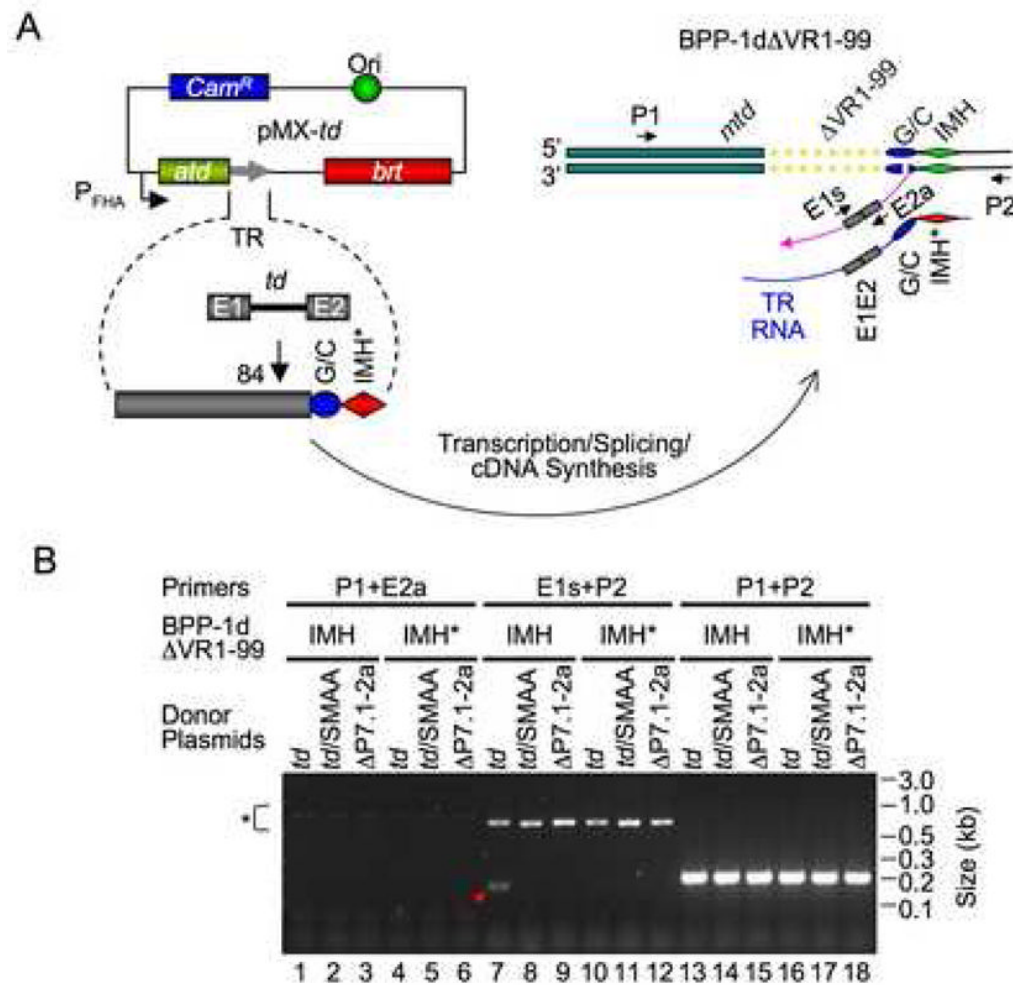 A
Cam^R
Ori
pMX-td
atd
brt
P_FHA
TR
td
E1
E2
84
G/C
IMH*
BPP-1dΔVR1-99
P1
mtd
ΔVR1-99
G/C
IMH
5'
3'
E1s
E2a
P2
TR
RNA
E1E2
G/C
IMH*
Transcription/Splicing/
cDNA Synthesis
B
Primers P1+E2a E1s+P2 P1+P2
BPP-1d
ΔVR1-99 IMH IMH* IMH IMH* IMH IMH*
Donor
Plasmids
td td/SMAA ΔP7.1-2a td td/SMAA ΔP7.1-2a td td/SMAA ΔP7.1-2a td td/SMAA ΔP7.1-2a td td/SMAA ΔP7.1-2a td td/SMAA ΔP7.1-2a
*
3.0
1.0
0.5
0.3
0.2
0.1
Size (kb)
1 2 3 4 5 6 7 8 9 10 11 12 13 14 15 16 17 18